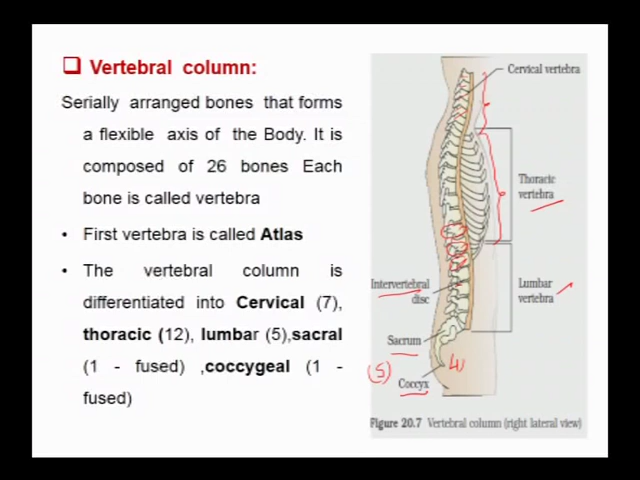 Vertebral column:
Serially arranged bones that forms
a flexible axis of the Body. It is
composed of 26 bones Each
bone is called vertebra
• First vertebra is called Atlas
• The vertebral column is
differentiated into Cervical (7),
thoracic (12), lumbar (5),sacral
(1 - fused) ,coccygeal (1 -
fused)
Cervical vertebra
Thoracic
vertebra
Intervertebral
disc
Lumbar
vertebra
Sacrum
(5)
Coccyx
Figure 20.7 Vertebral column (right lateral view)